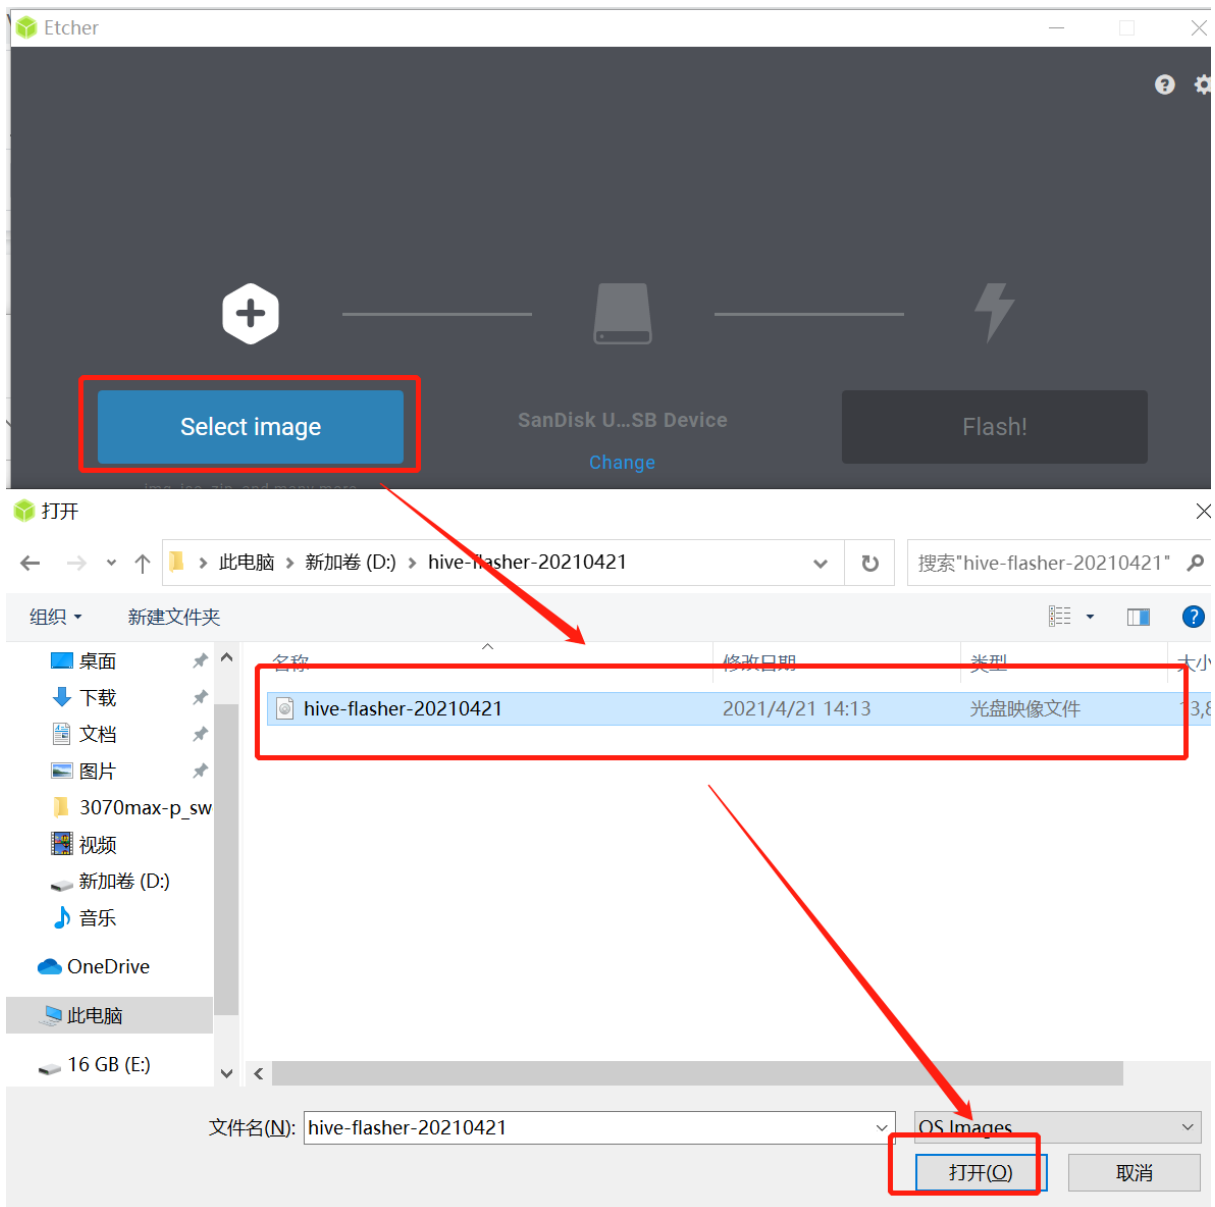 Etcher
Select image
SanDisk U...SB Device
Change
Flash!
打开
此电脑 > 新加卷 (D:) > hive-flasher-20210421
搜索"hive-flasher-20210421"
组织
新建文件夹
名称
修改日期
类型
大小
hive-flasher-20210421
2021/4/21 14:13
光盘映像文件
13,8
桌面
下载
文档
图片
3070max-p_sw
视频
新加卷 (D:)
音乐
OneDrive
此电脑
16 GB (E:)
文件名(N): hive-flasher-20210421
OS Images
打开(O)
取消